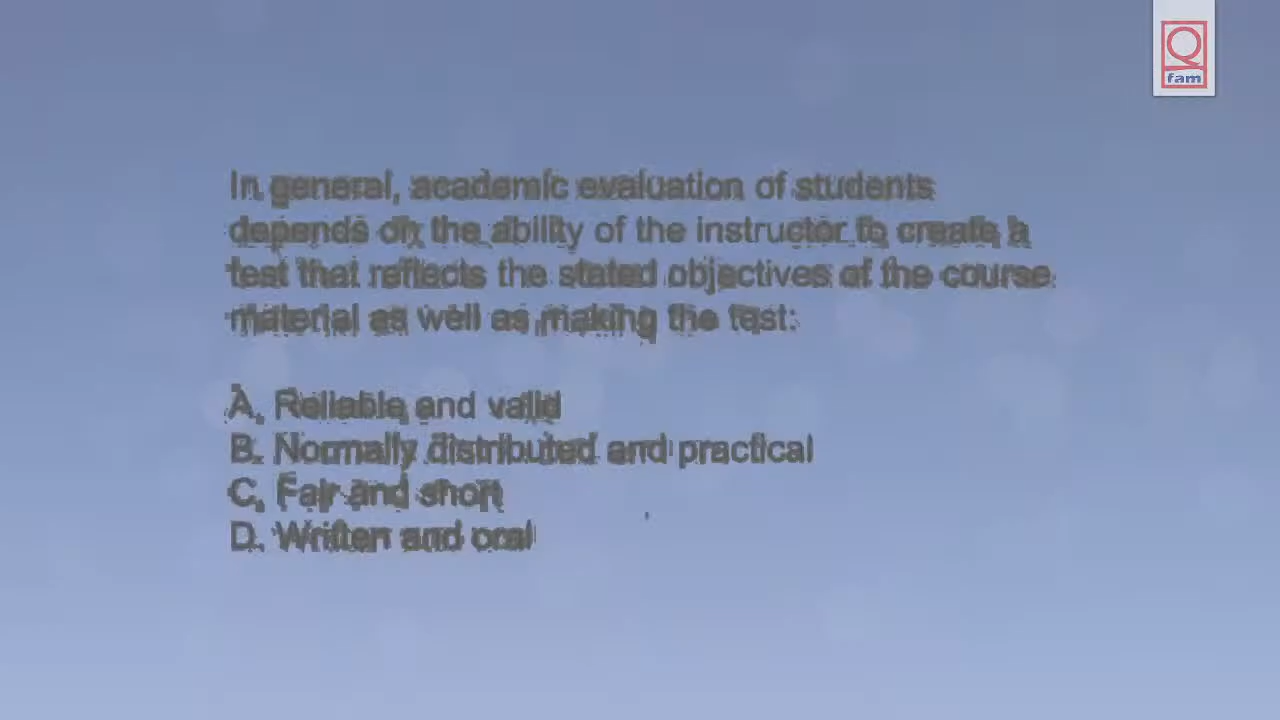 Q
fam
In general, academic evaluation of students
depends on the ability of the instructor to create a
test that reflects the stated objectives of the course
material as well as making the test:
A. Reliable and valid
B. Normally distributed and practical
C. Fair and short
D. Written and oral